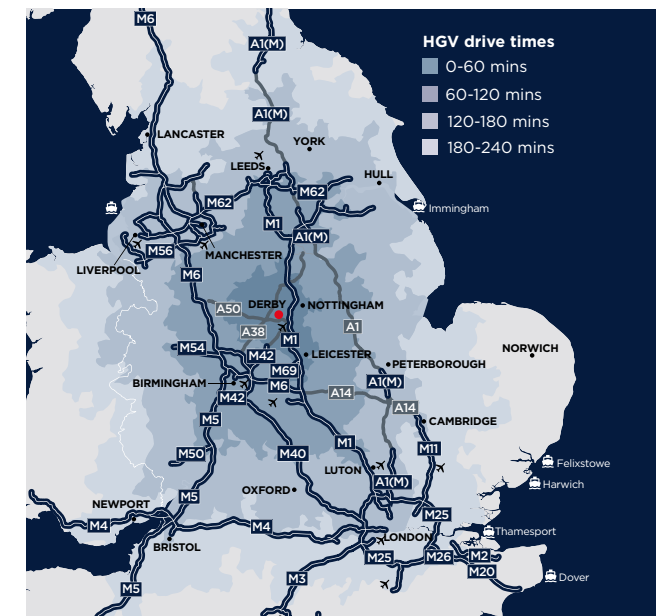 M6
A1(M)
HGV drive times
0-60 mins
60-120 mins
120-180 mins
180-240 mins
A1(M)
LANCASTER
YORK
LEEDS
HULL
M62
M62
Immingham
M1
A1(M)
M56
MANCHESTER
LIVERPOOL
M6
DERBY
NOTTINGHAM
A50
A38
A1
M1
M54
M42
LEICESTER
NORWICH
PETERBOROUGH
M69
BIRMINGHAM
M6
A1(M)
M42
A14
A14
M5
CAMBRIDGE
M1
M11
M50
M40
LUTON
Felixstowe
A1(M)
Harwich
OXFORD
M5
NEWPORT
M25
M4
M4
Thamesport
LONDON
BRISTOL
M25
M26
M2
M20
M3
Dover
M5